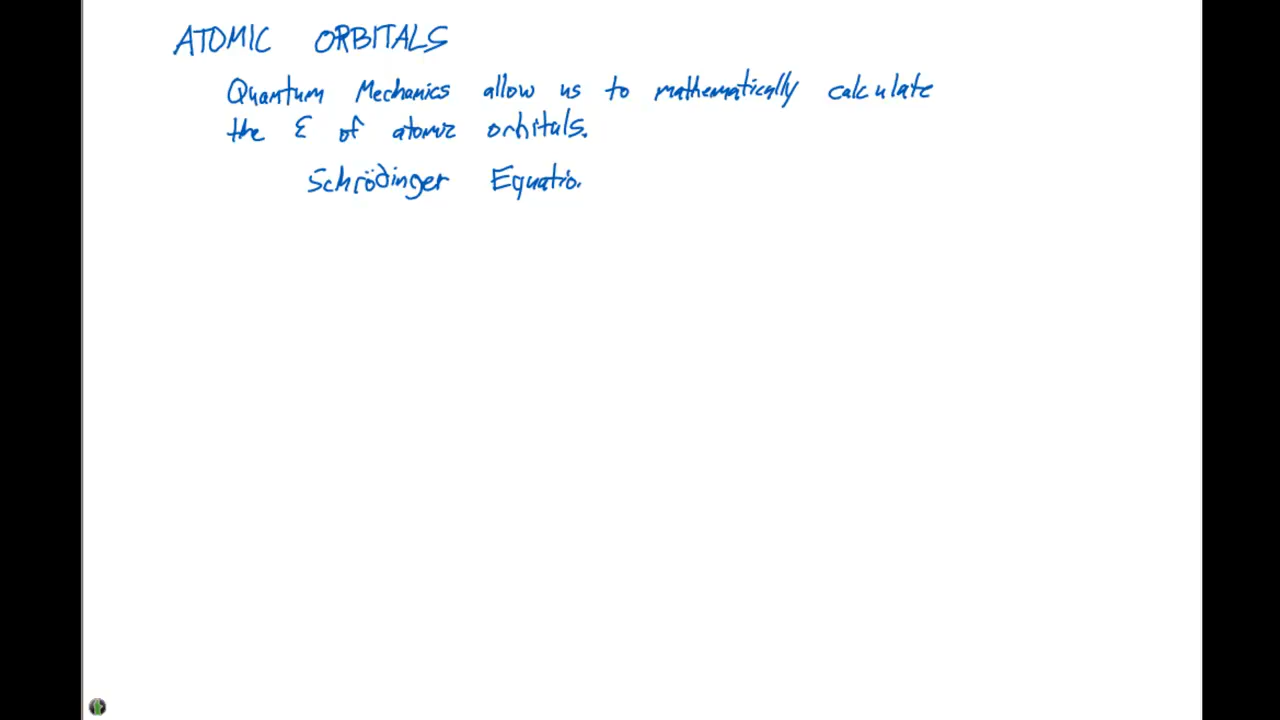 ATOMIC ORBITALS
Quantum Mechanics allow us to mathematically calculate
the E of atomic orbitals.
Schrödinger Equatio